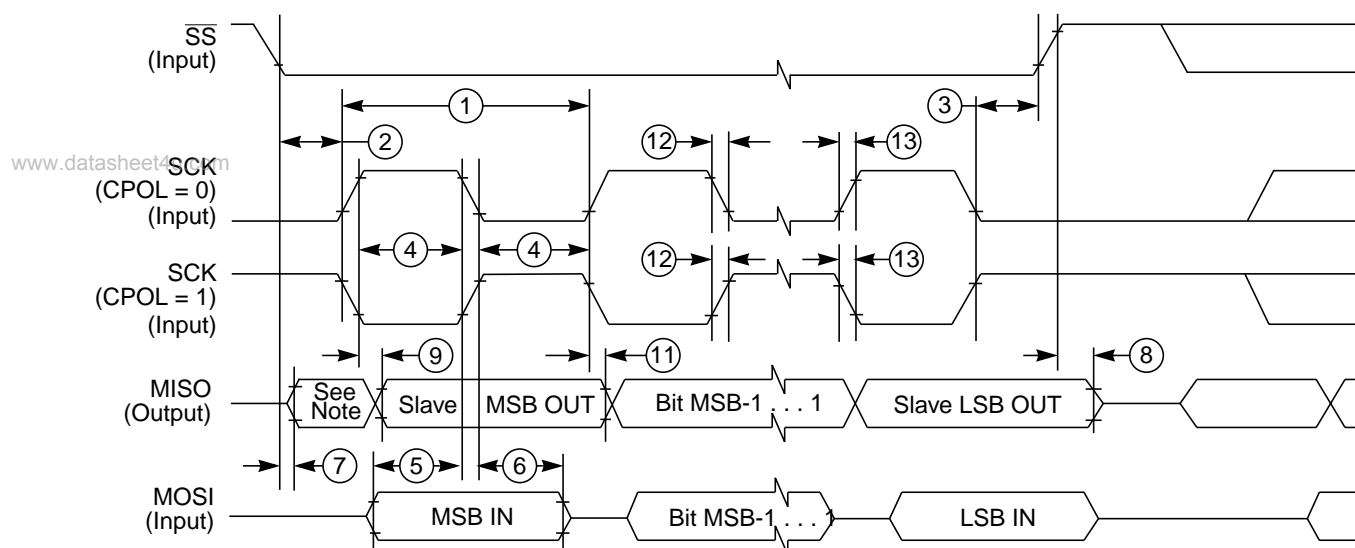 SS
(Input)
1
3
2
12
13
www.datasheet4u.com
SCK
(CPOL = 0)
(Input)
4
4
12
13
SCK
(CPOL = 1)
(Input)
9
11
8
MISO
(Output)
See
Note
Slave
MSB OUT
Bit MSB-1 . . . 1
Slave LSB OUT
7
5
6
MOSI
(Input)
MSB IN
Bit MSB-1 . . . 1
LSB IN